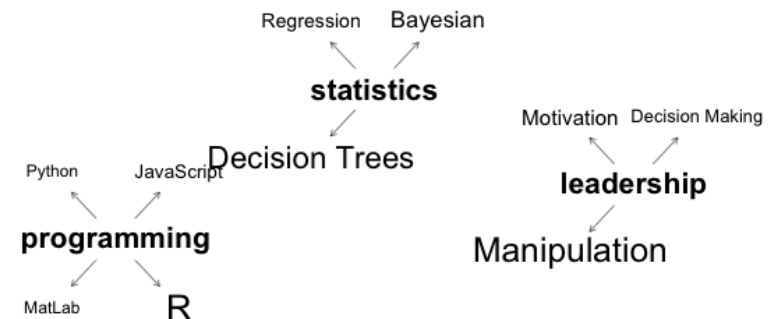 Regression
Bayesian
statistics
Decision Trees
Motivation
Decision Making
leadership
Manipulation
Python
JavaScript
programming
MatLab
R